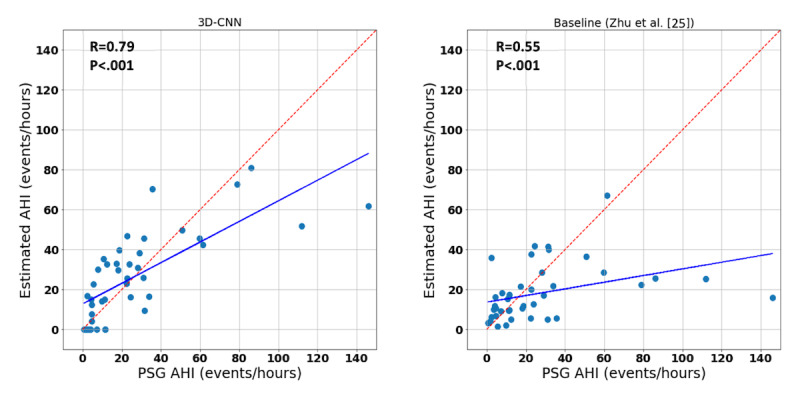 3D-CNN
R=0.79
P<.001
140
120
100
80
60
40
20
0
0 20 40 60 80 100 120 140
Estimated AHI (events/hours)
PSG AHI (events/hours)
Baseline (Zhu et al. [25])
R=0.55
P<.001
140
120
100
80
60
40
20
0
0 20 40 60 80 100 120 140
Estimated AHI (events/hours)
PSG AHI (events/hours)